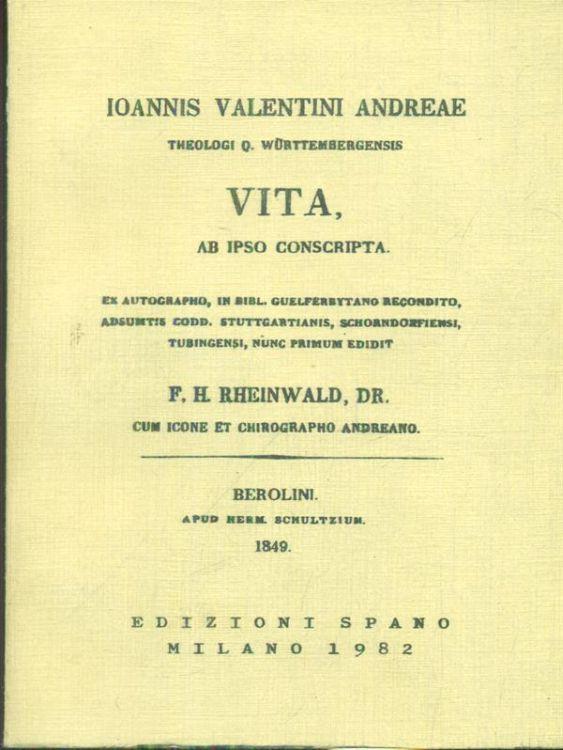 IOANNIS VALENTINI ANDREAE
THEOLOGI Q. WÜRTTEMBERGENSIS
VITA,
AB IPSO CONSCRIPTA.
EX AUTOGRAPHO, IN BIBL. GUELFERBYTANO RECONDITO,
ADSUMTIS CODD. STUTTGARTIANIS, SCHORNDORFIENSI,
TUBINGENSI, NUNC PRIMUM EDIDIT
F. H. RHEINWALD, DR.
CUM ICONE ET CHIROGRAPHO ANDREANO.
BEROLINI.
APUD HERM. SCHULTZIUM.
1849.
EDIZIONI SPANO
MILANO 1982